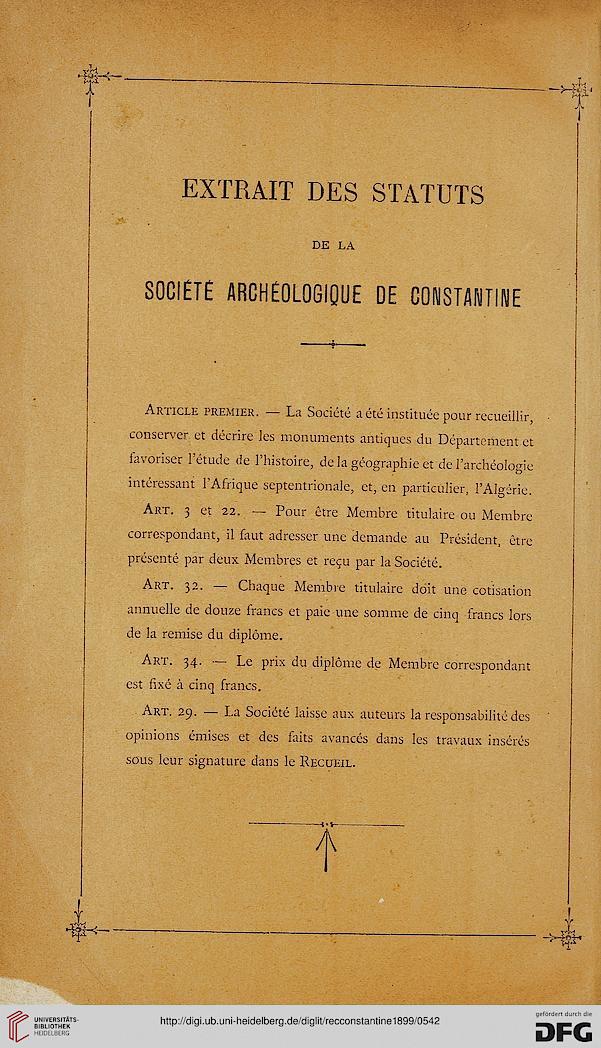 EXTRAIT DES STATUTS
DE LA
SOCIÉTÉ ARCHÉOLOGIQUE DE CONSTANTINE
ARTICLE PREMIER. — La Société a été instituée pour recueillir,
conserver et décrire les monuments antiques du Département et
favoriser l'étude de l'histoire, de la géographie et de l'archéologie
intéressant l'Afrique septentrionale, et, en particulier, l'Algérie.
ART. 3 et 22. — Pour être Membre titulaire ou Membre
correspondant, il faut adresser une demande au Président, être
présenté par deux Membres et reçu par la Société.
ART. 32. — Chaque Membre titulaire doit une cotisation
annuelle de douze francs et paie une somme de cinq francs lors
de la remise du diplôme.
ART. 34. — Le prix du diplôme de Membre correspondant
est fixé à cinq francs.
ART. 29. — La Société laisse aux auteurs la responsabilité des
opinions émises et des faits avancés dans les travaux insérés
sous leur signature dans le RECUEIL.
UNIVERSITÄTS-
BIBLIOTHEK
HEIDELBERG
http://digi.ub.uni-heidelberg.de/diglit/recconstantine1899/0542
gefördert durch die
DFG